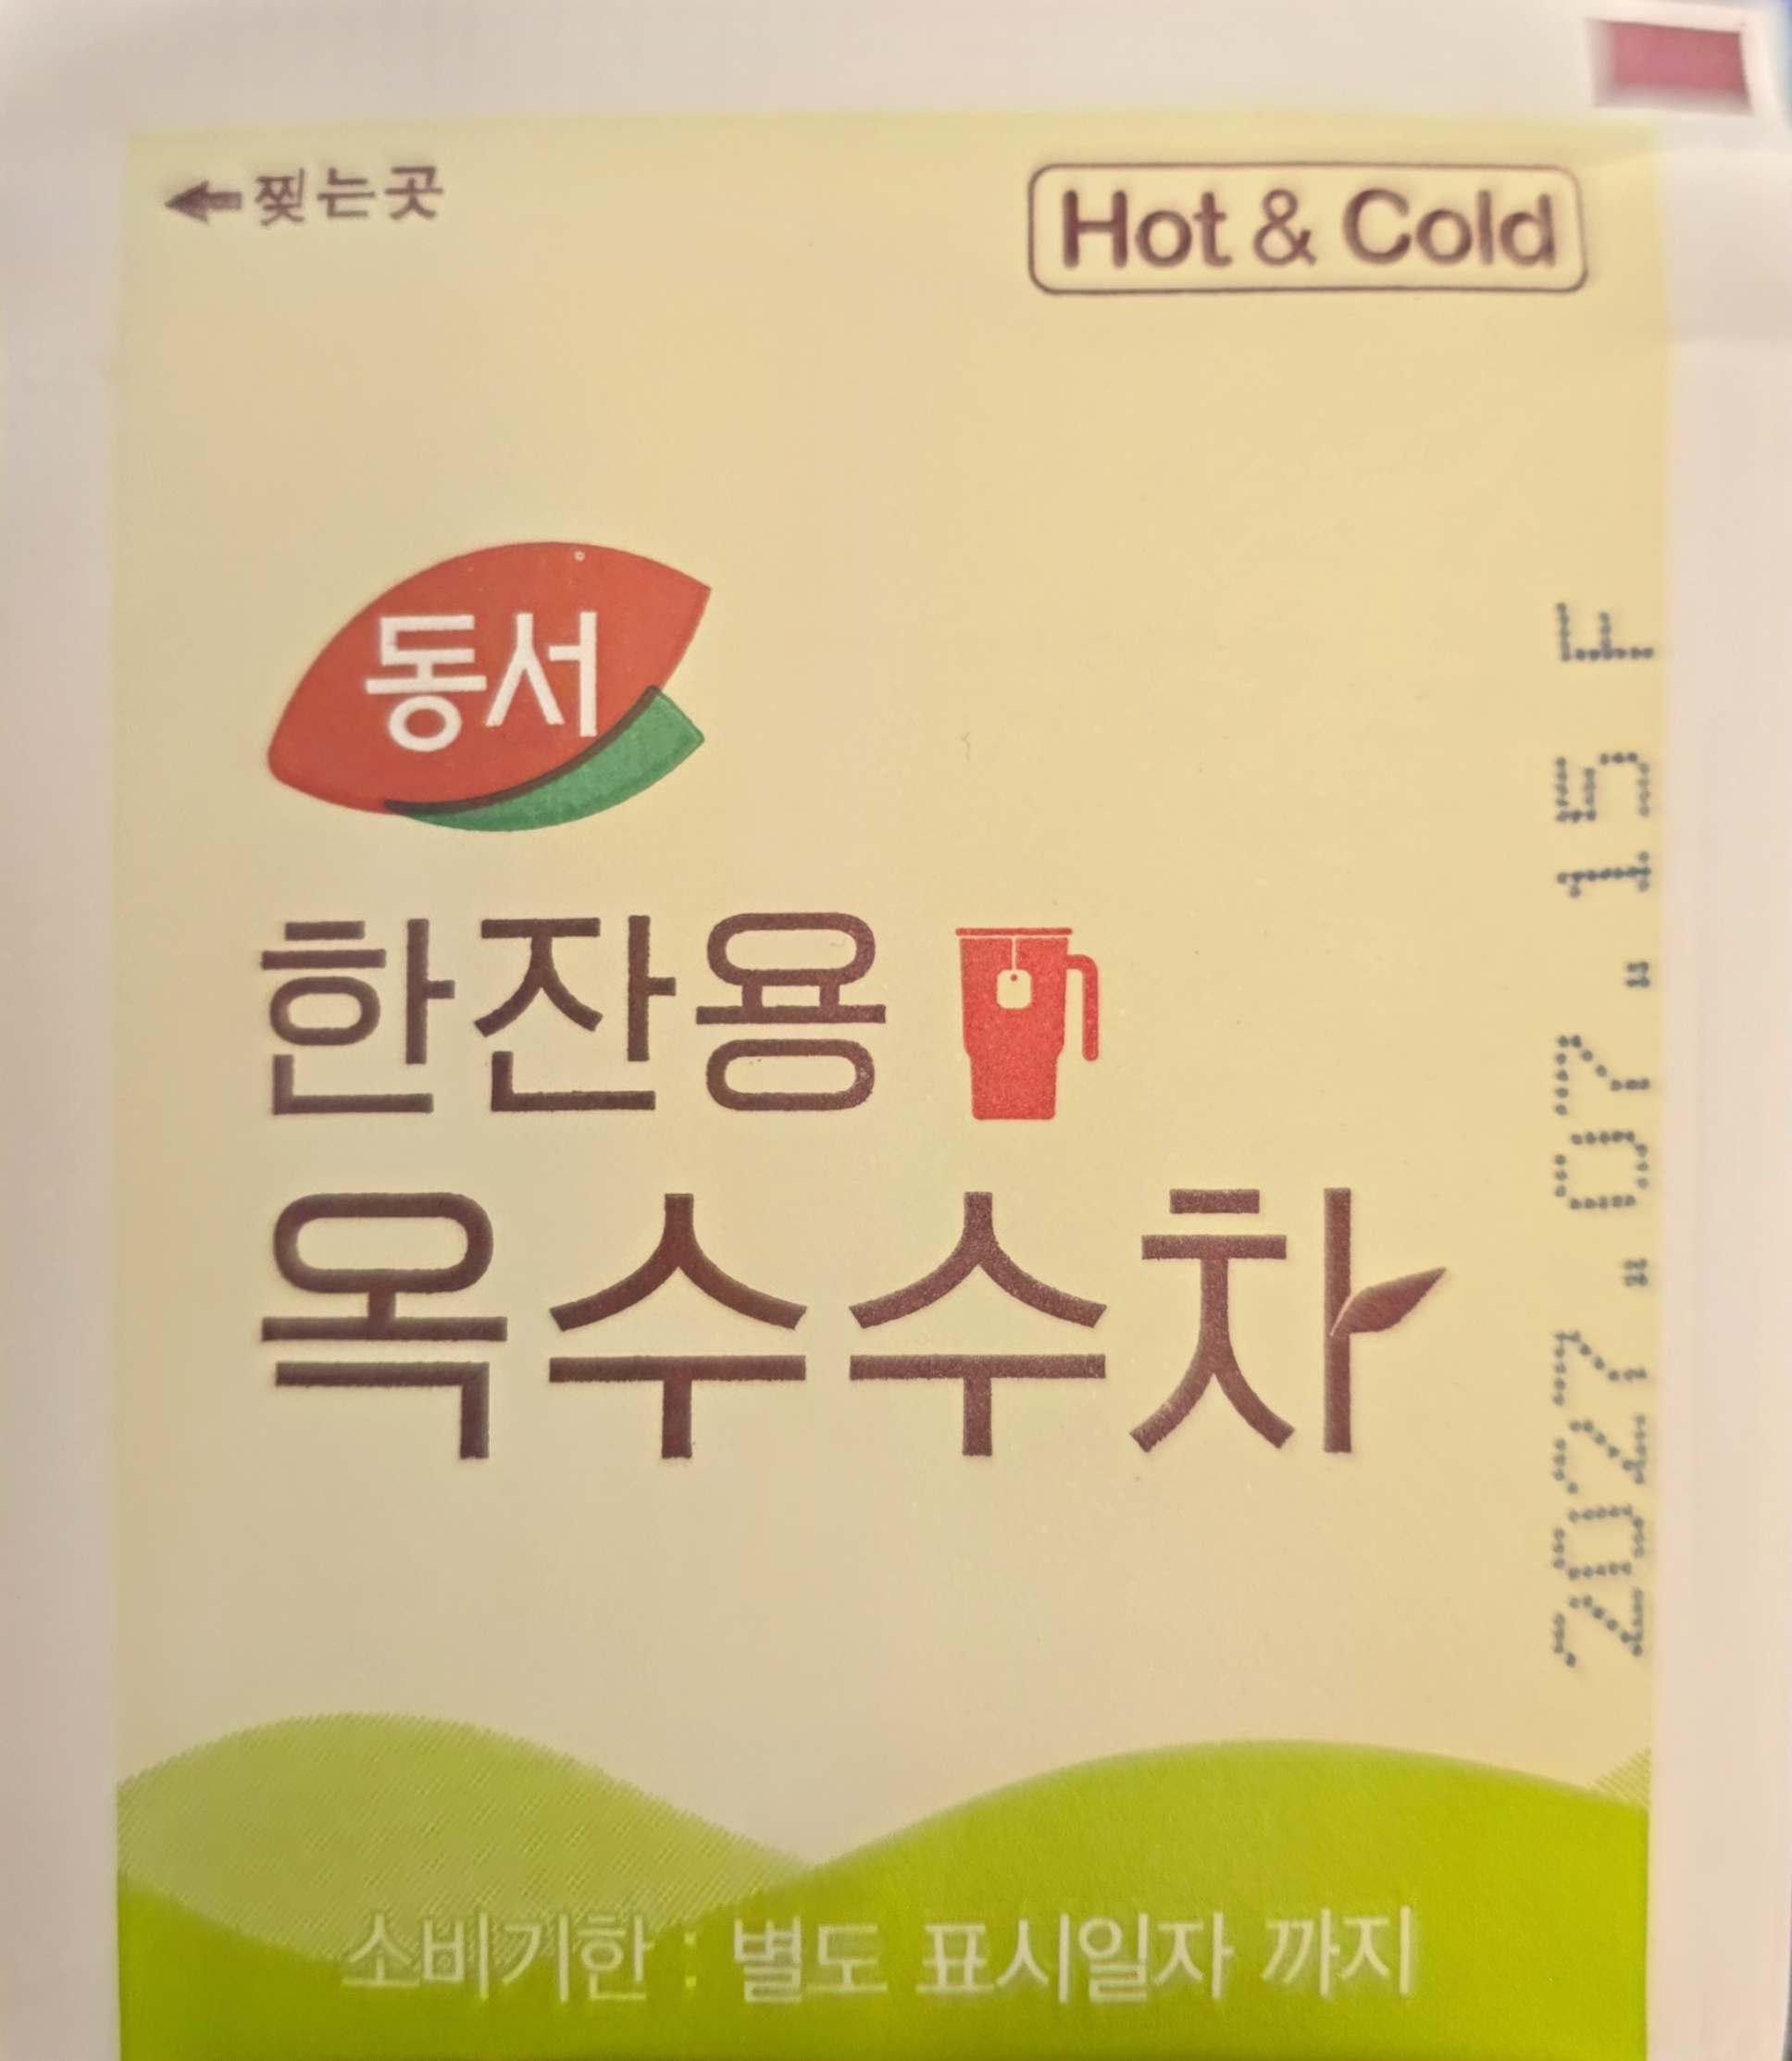 ←찢는곳
Hot & Cold
동서
한잔용
옥수수차
2027.07.15 F
소비기한 : 별도 표시일자 까지